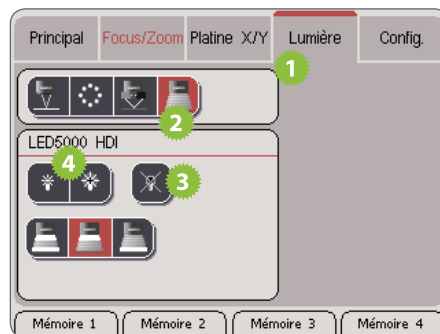 Principal Focus/Zoom Platine X/Y Lumière Config.
1
2
LED5000 HDI
4
3
Mémoire 1 Mémoire 2 Mémoire 3 Mémoire 4